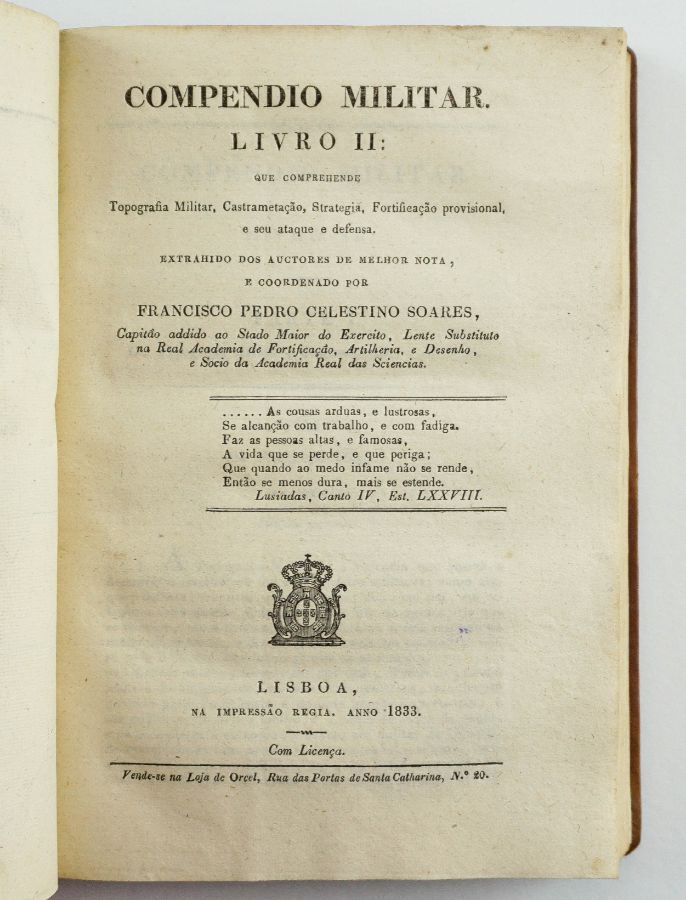 COMPENDIO MILITAR.
LIVRO II:
QUE COMPREHENDE
Topografia Militar, Castrametação, Strategia, Fortificação provisional,
e seu ataque e defensa.
EXTRAHIDO DOS AUCTORES DE MELHOR NOTA,
E COORDENADO POR
FRANCISCO PEDRO CELESTINO SOARES,
Capitão addido ao Stado Maior do Exercito, Lente Substituto
na Real Academia de Fortificação, Artilheria, e Desenho,
e Socio da Academia Real das Sciencias.
...... As cousas arduas, e lustrosas,
Se alcanção com trabalho, e com fadiga.
Faz as pessoas altas, e famosas,
A vida que se perde, e que periga;
Que quando ao medo infame não se rende,
Então se menos dura, mais se estende.
Lusiadas, Canto IV, Est. LXXVIII.
LISBOA,
NA IMPRESSÃO REGIA. ANNO 1833.
Com Licença.
Vende-se na Loja de Orcel, Rua das Portas de Santa Catharina, N.º 20.